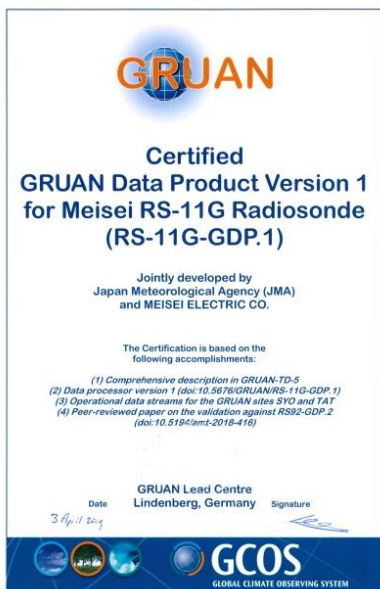 GRUAN
Certified
GRUAN Data Product Version 1
for Meisei RS-11G Radiosonde
(RS-11G-GDP.1)
Jointly developed by
Japan Meteorological Agency (JMA)
and MEISEI ELECTRIC CO.
The Certification is based on the
following accomplishments:
(1) Comprehensive description in GRUAN-TD-5
(2) Data processor version 1 (doi:10.5676/GRUAN/RS-11G-GDP.1)
(3) Operational data streams for the GRUAN sites SYO and TAT
(4) Peer-reviewed paper on the validation against RS92-GDP.2
(doi:10.5194/amt-2018-416)
GRUAN Lead Centre
Date Lindenberg, Germany Signature
3 April 2019
GCOS
GLOBAL CLIMATE OBSERVING SYSTEM